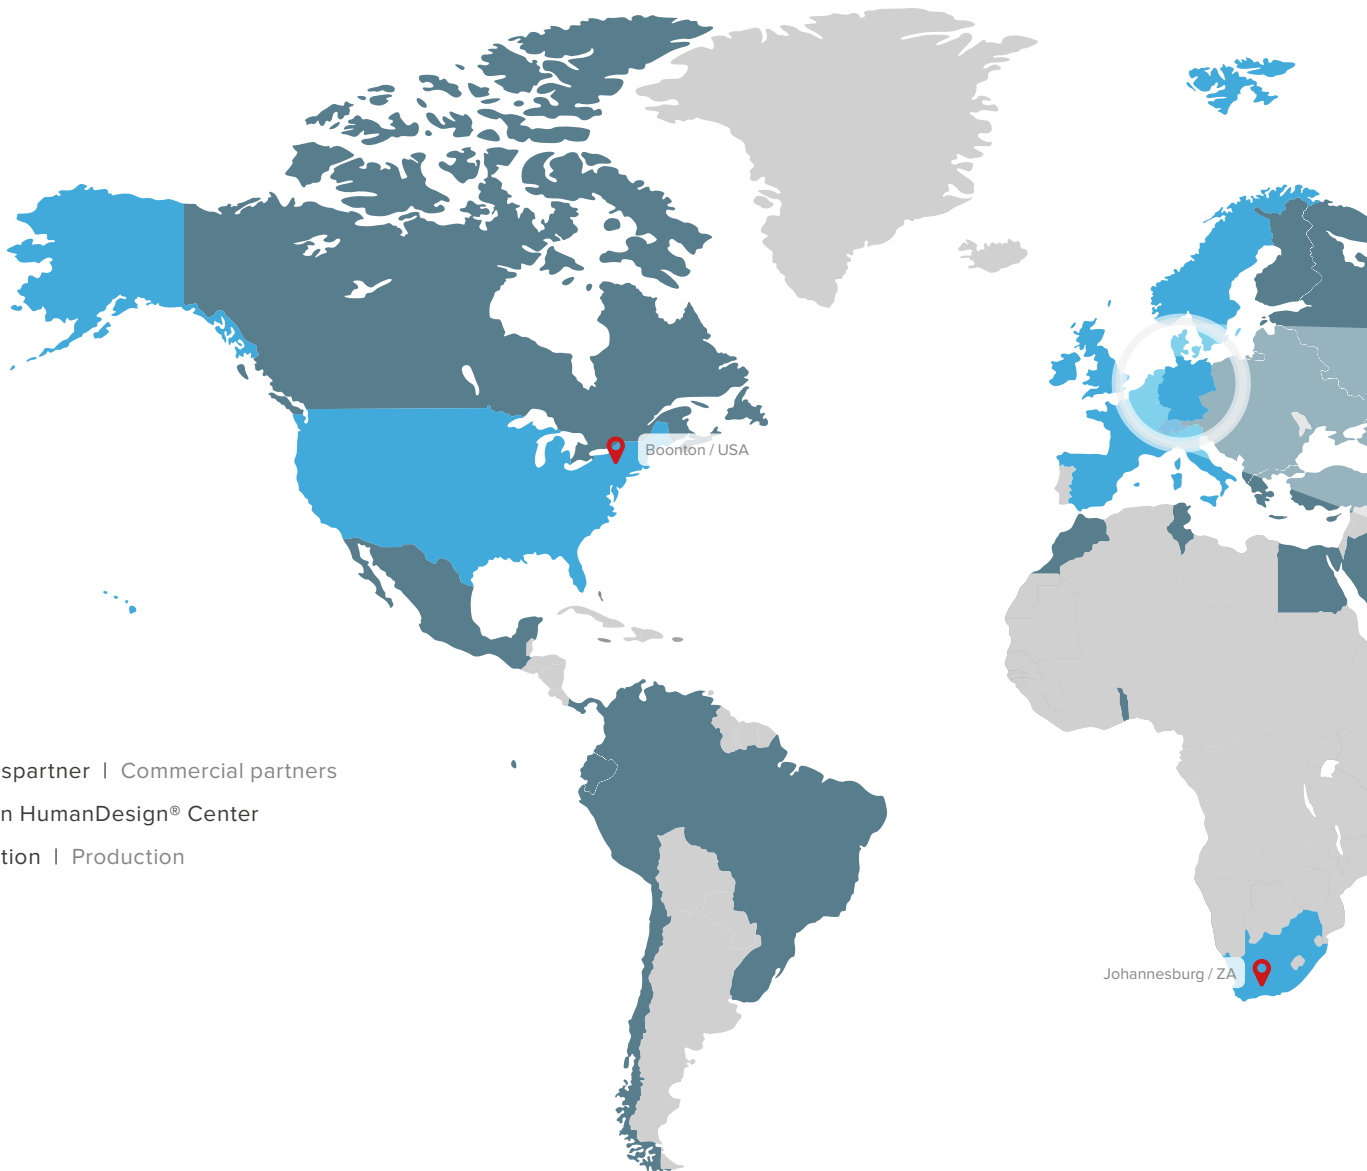 Boonton / USA
spartner | Commercial partners
n HumanDesign® Center
tion | Production
Johannesburg / ZA